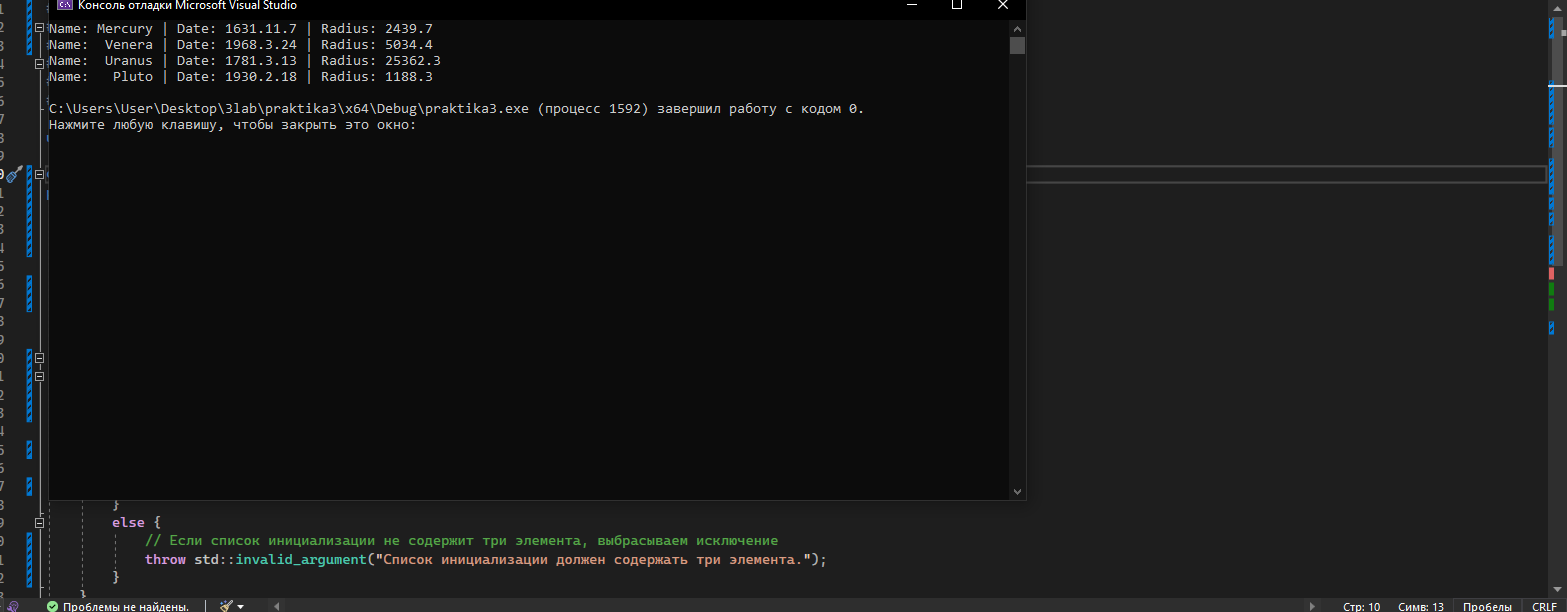 Консоль отладки Microsoft Visual Studio
Name: Mercury | Date: 1631.11.7 | Radius: 2439.7
Name:  Venera | Date: 1968.3.24 | Radius: 5034.4
Name:  Uranus | Date: 1781.3.13 | Radius: 25362.3
Name:   Pluto | Date: 1930.2.18 | Radius: 1188.3
C:\Users\User\Desktop\3lab\praktika3\x64\Debug\praktika3.exe (процесс 1592) завершил работу с кодом 0.
Нажмите любую клавишу, чтобы закрыть это окно:
}
else {
// Если список инициализации не содержит три элемента, выбрасываем исключение
throw std::invalid_argument("Список инициализации должен содержать три элемента.");
}
}
Проблемы не найдены. Стр: 10 Симв: 13 Пробелы CRLF